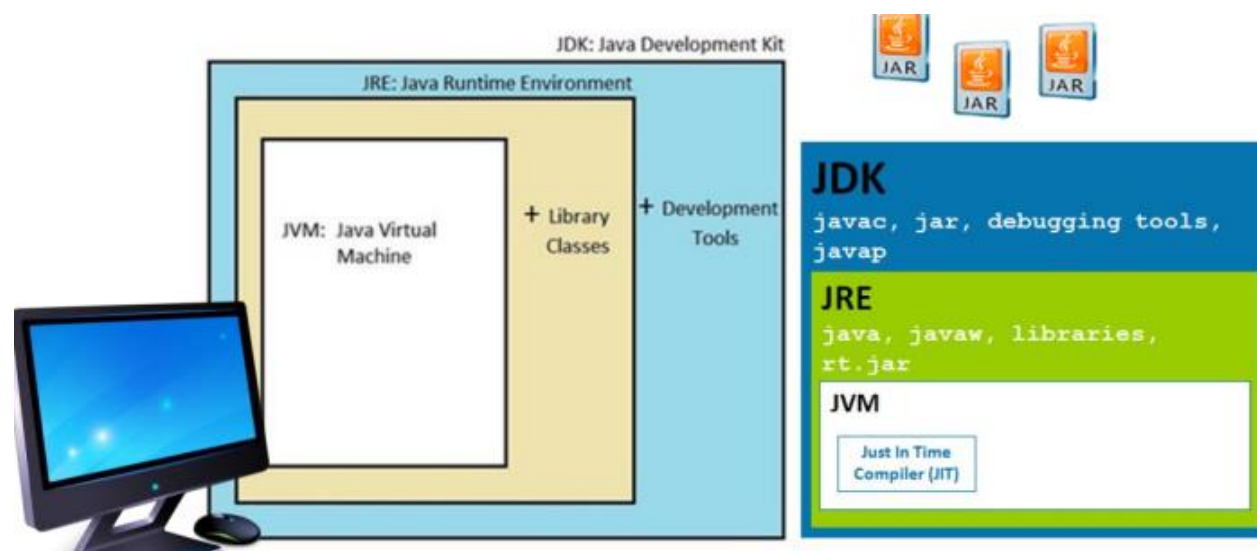 JDK: Java Development Kit
JRE: Java Runtime Environment
JVM: Java Virtual
Machine
+ Library
Classes
+ Development
Tools
JAR
JAR
JAR
JDK
javac, jar, debugging tools,
javap
JRE
java, javaw, libraries,
rt.jar
JVM
Just In Time
Compiler (JIT)